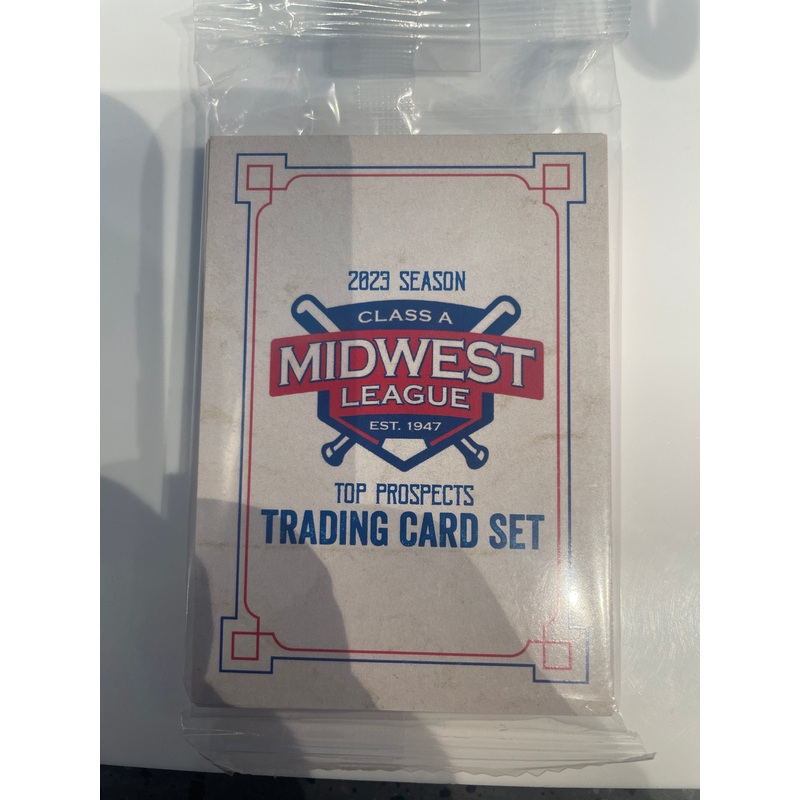 2023 SEASON
CLASS A
MIDWEST
LEAGUE
EST. 1947
TOP PROSPECTS
TRADING CARD SET